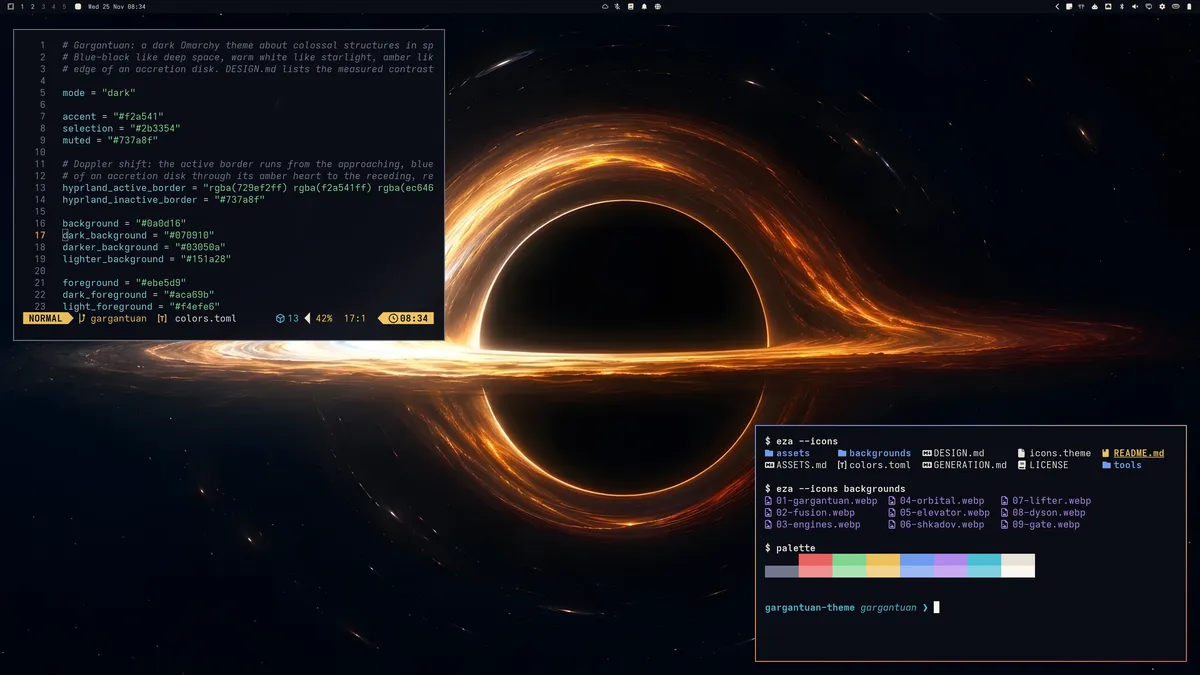 1 2 3 4 5 Wed 25 Nov 08:34
1 # Gargantuan: a dark Omarchy theme about colossal structures in sp
2 # Blue-black like deep space, warm white like starlight, amber lik
3 # edge of an accretion disk. DESIGN.md lists the measured contrast
4
5 mode = "dark"
6
7 accent = "#f2a541"
8 selection = "#2b3354"
9 muted = "#737a8f"
10
11 # Doppler shift: the active border runs from the approaching, blue
12 # of an accretion disk through its amber heart to the receding, re
13 hyprland_active_border = "rgba(729ef2ff) rgba(f2a541ff) rgba(ec646
14 hyprland_inactive_border = "#737a8f"
15
16 background = "#0a0d16"
17 dark_background = "#070910"
18 darker_background = "#03050a"
19 lighter_background = "#151a28"
20
21 foreground = "#ebe5d9"
22 dark_foreground = "#aca69b"
23 light_foreground = "#f4efe6"
NORMAL gargantuan [T] colors.toml 13 42% 17:1 08:34
$ eza --icons
assets backgrounds DESIGN.md icons.theme README.md
ASSETS.md [T] colors.toml GENERATION.md LICENSE tools
$ eza --icons backgrounds
01-gargantuan.webp 04-orbital.webp 07-lifter.webp
02-fusion.webp 05-elevator.webp 08-dyson.webp
03-engines.webp 06-shkadov.webp 09-gate.webp
$ palette
gargantuan-theme gargantuan ❯